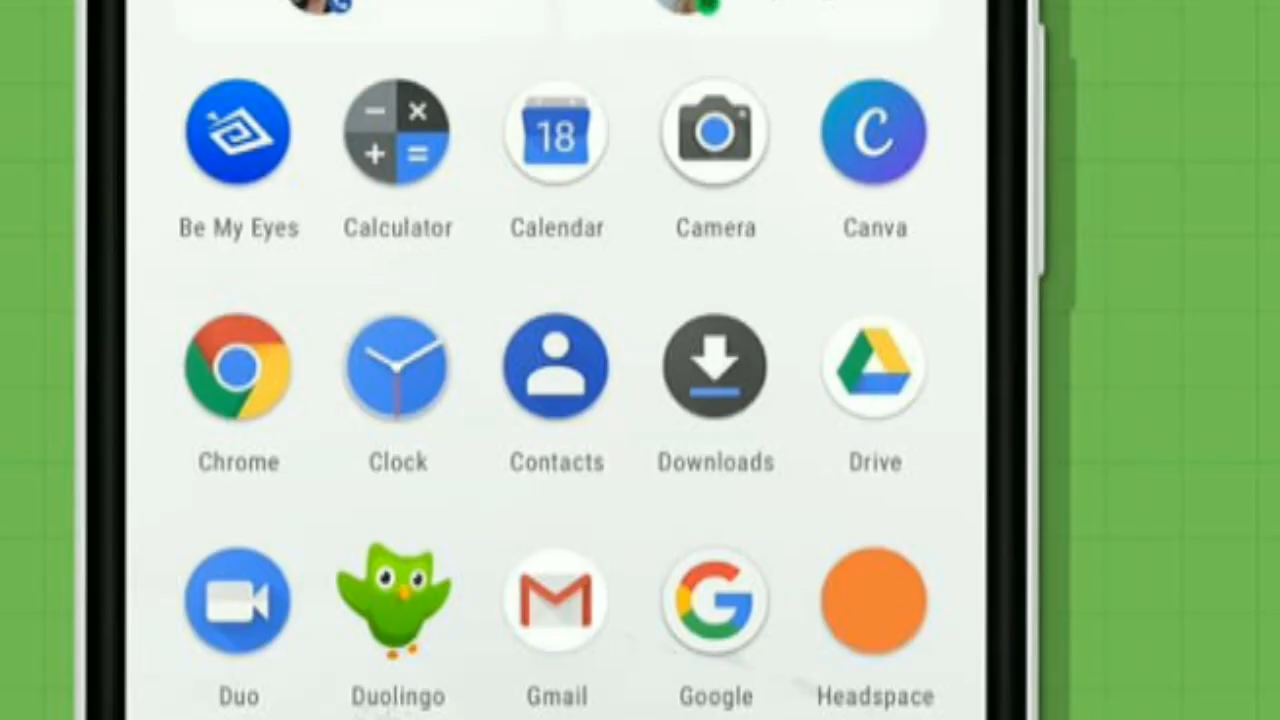 18
Be My Eyes Calculator Calendar Camera Canva
Chrome Clock Contacts Downloads Drive
Duo Duolingo Gmail Google Headspace